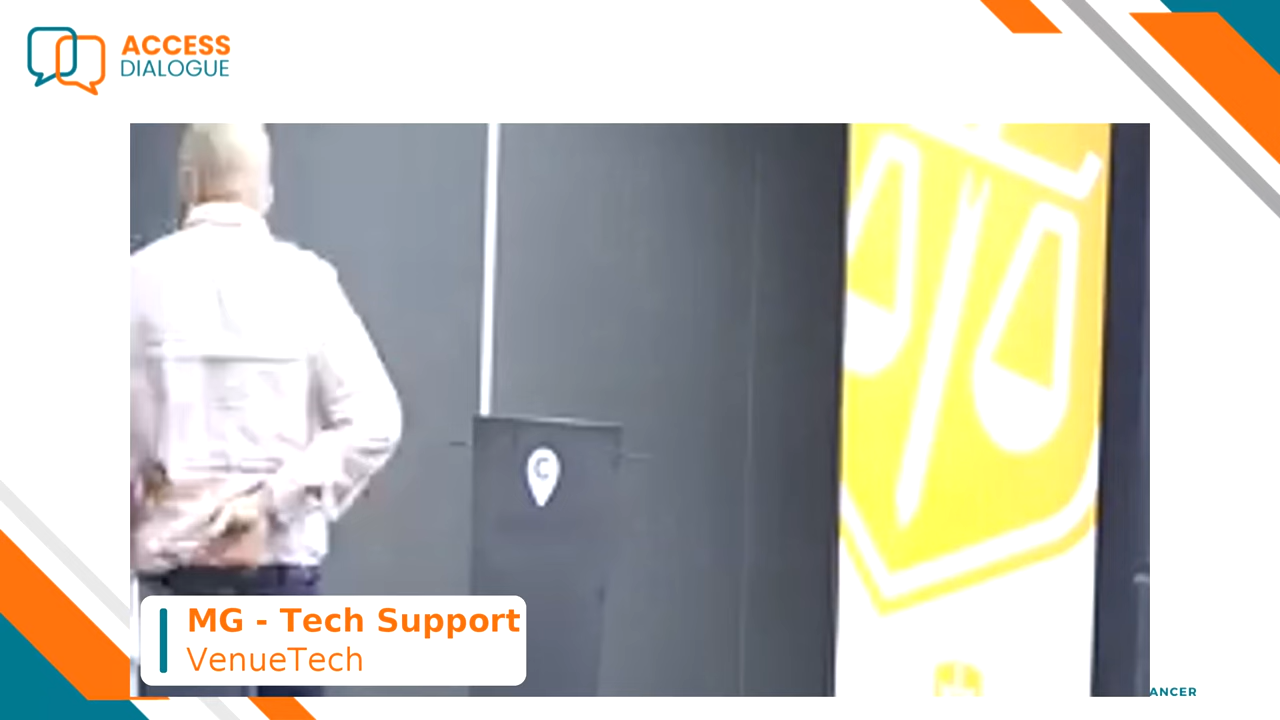 ACCESS
DIALOGUE
C
MG - Tech Support
VenueTech
ANCER